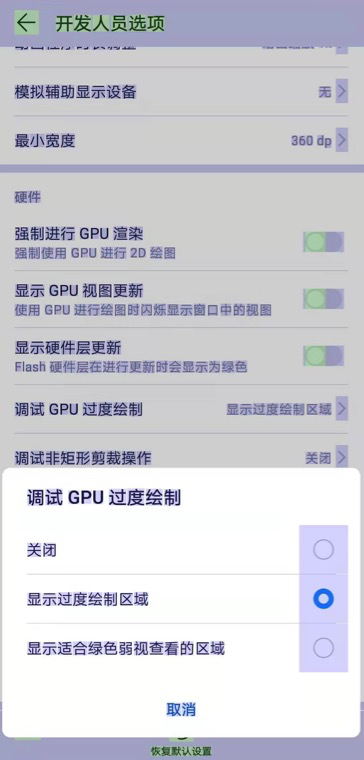 开发人员选项
模拟辅助显示设备 无
最小宽度 360 dp
硬件
强制进行 GPU 渲染
强制使用 GPU 进行 2D 绘图
显示 GPU 视图更新
使用 GPU 进行绘图时闪烁显示窗口中的视图
显示硬件层更新
Flash 硬件层在进行更新时会显示为绿色
调试 GPU 过度绘制 显示过度绘制区域
调试非矩形剪裁操作 关闭
调试 GPU 过度绘制
关闭
显示过度绘制区域
显示适合绿色弱视查看的区域
取消
恢复默认设置